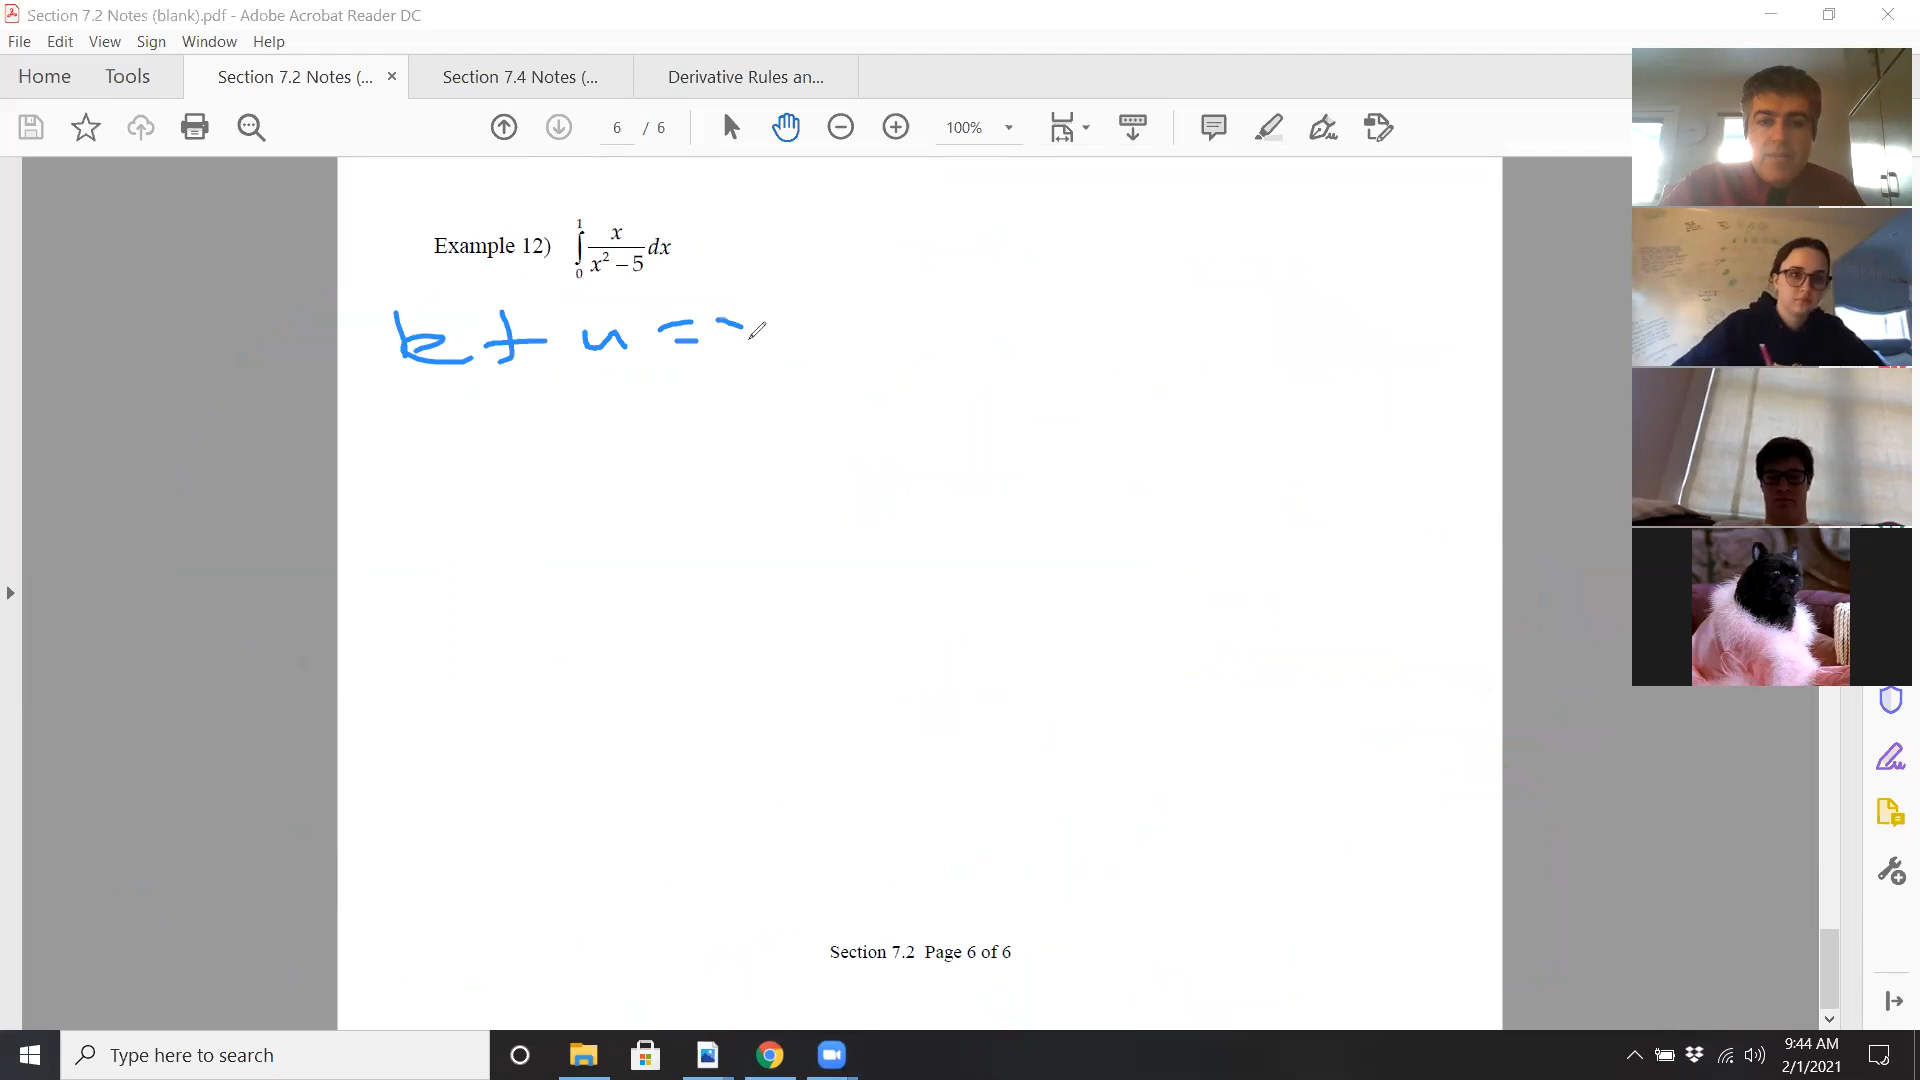 Section 7.2 Notes (blank).pdf - Adobe Acrobat Reader DC
File Edit View Sign Window Help
Home Tools Section 7.2 Notes (... × Section 7.4 Notes (... Derivative Rules an...
6 / 6 100%
Example 12) ∫₀¹ x/(x² − 5) dx
let u =
Section 7.2 Page 6 of 6
Type here to search
9:44 AM
2/1/2021